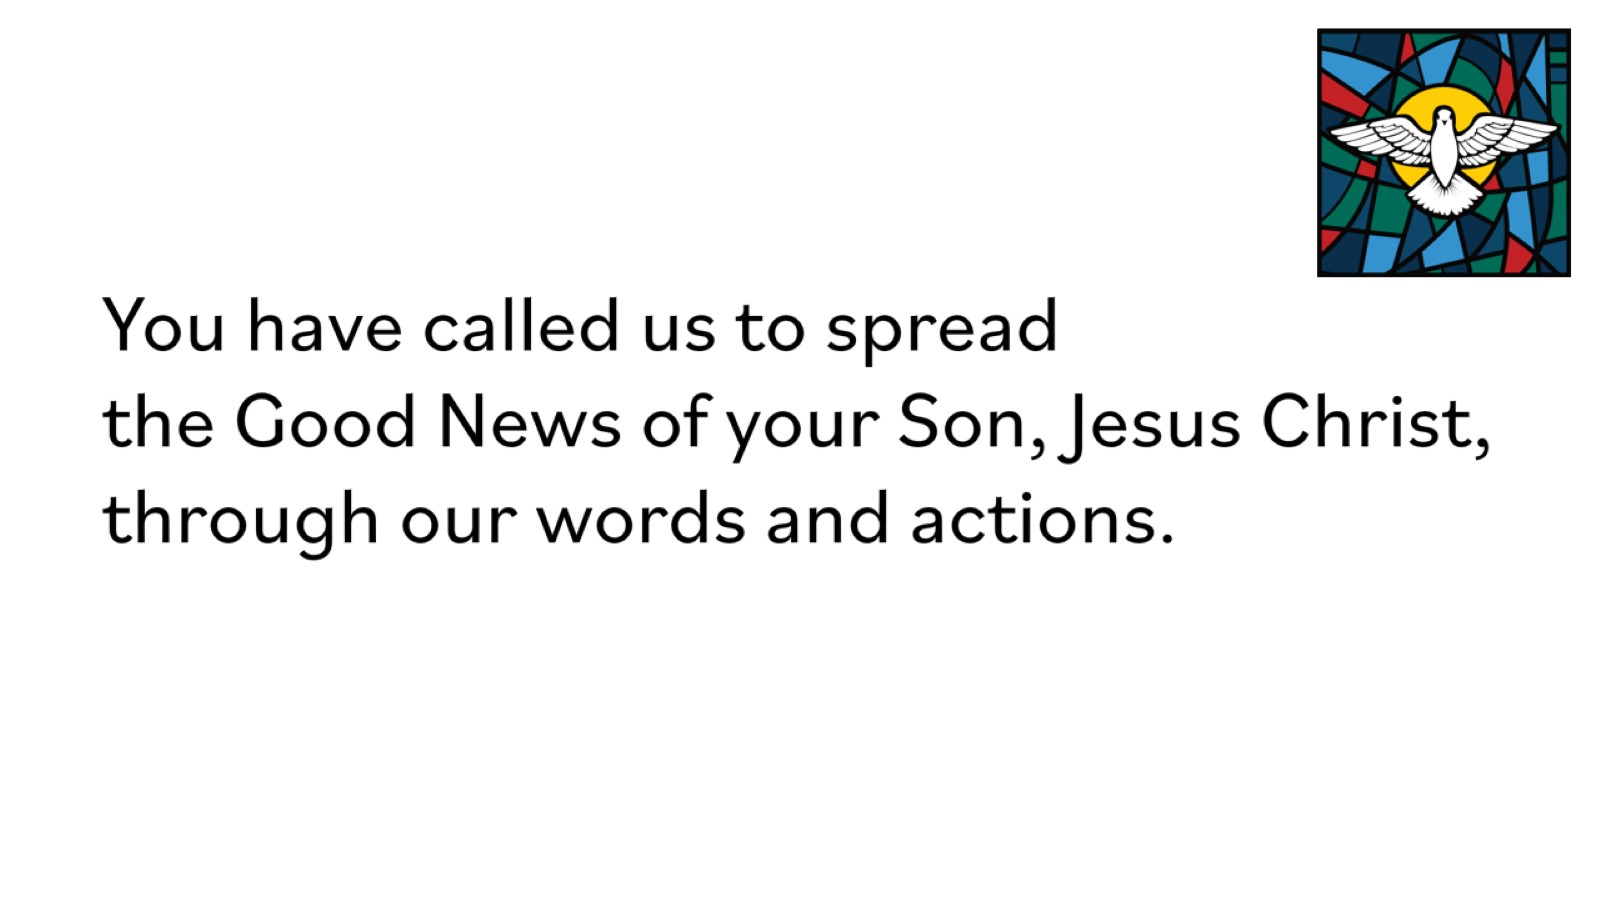 You have called us to spread
the Good News of your Son, Jesus Christ,
through our words and actions.